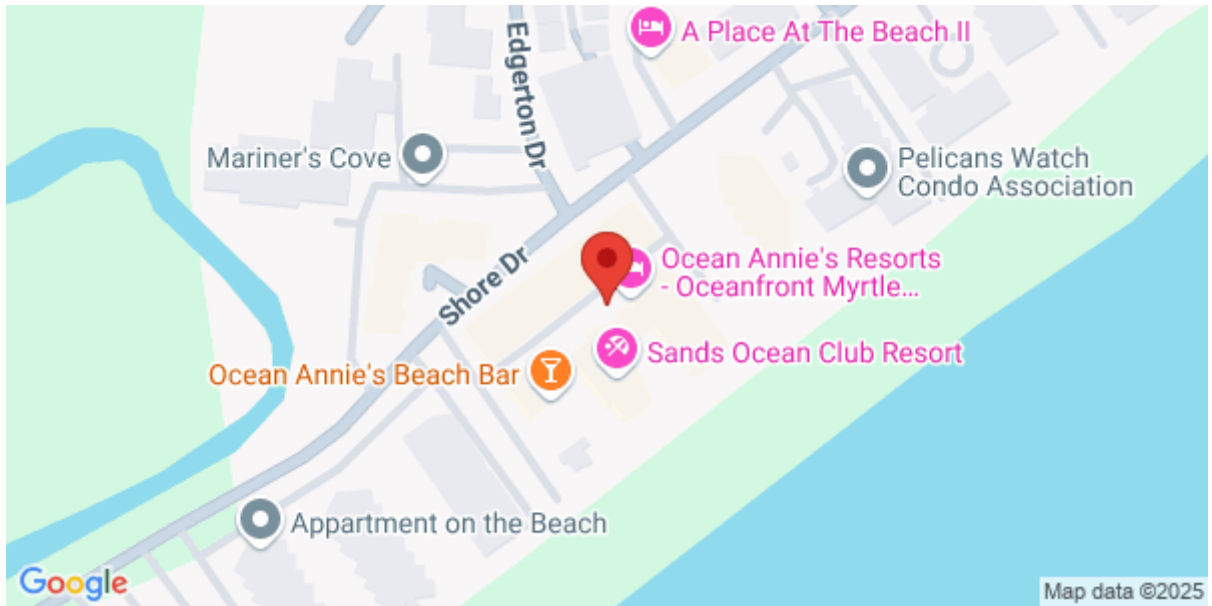 A Place At The Beach II
Edgerton Dr
Mariner's Cove
Pelicans Watch
Condo Association
Shore Dr
Ocean Annie's Resorts
- Oceanfront Myrtle...
Sands Ocean Club Resort
Ocean Annie's Beach Bar
Appartment on the Beach
Google
Map data ©2025